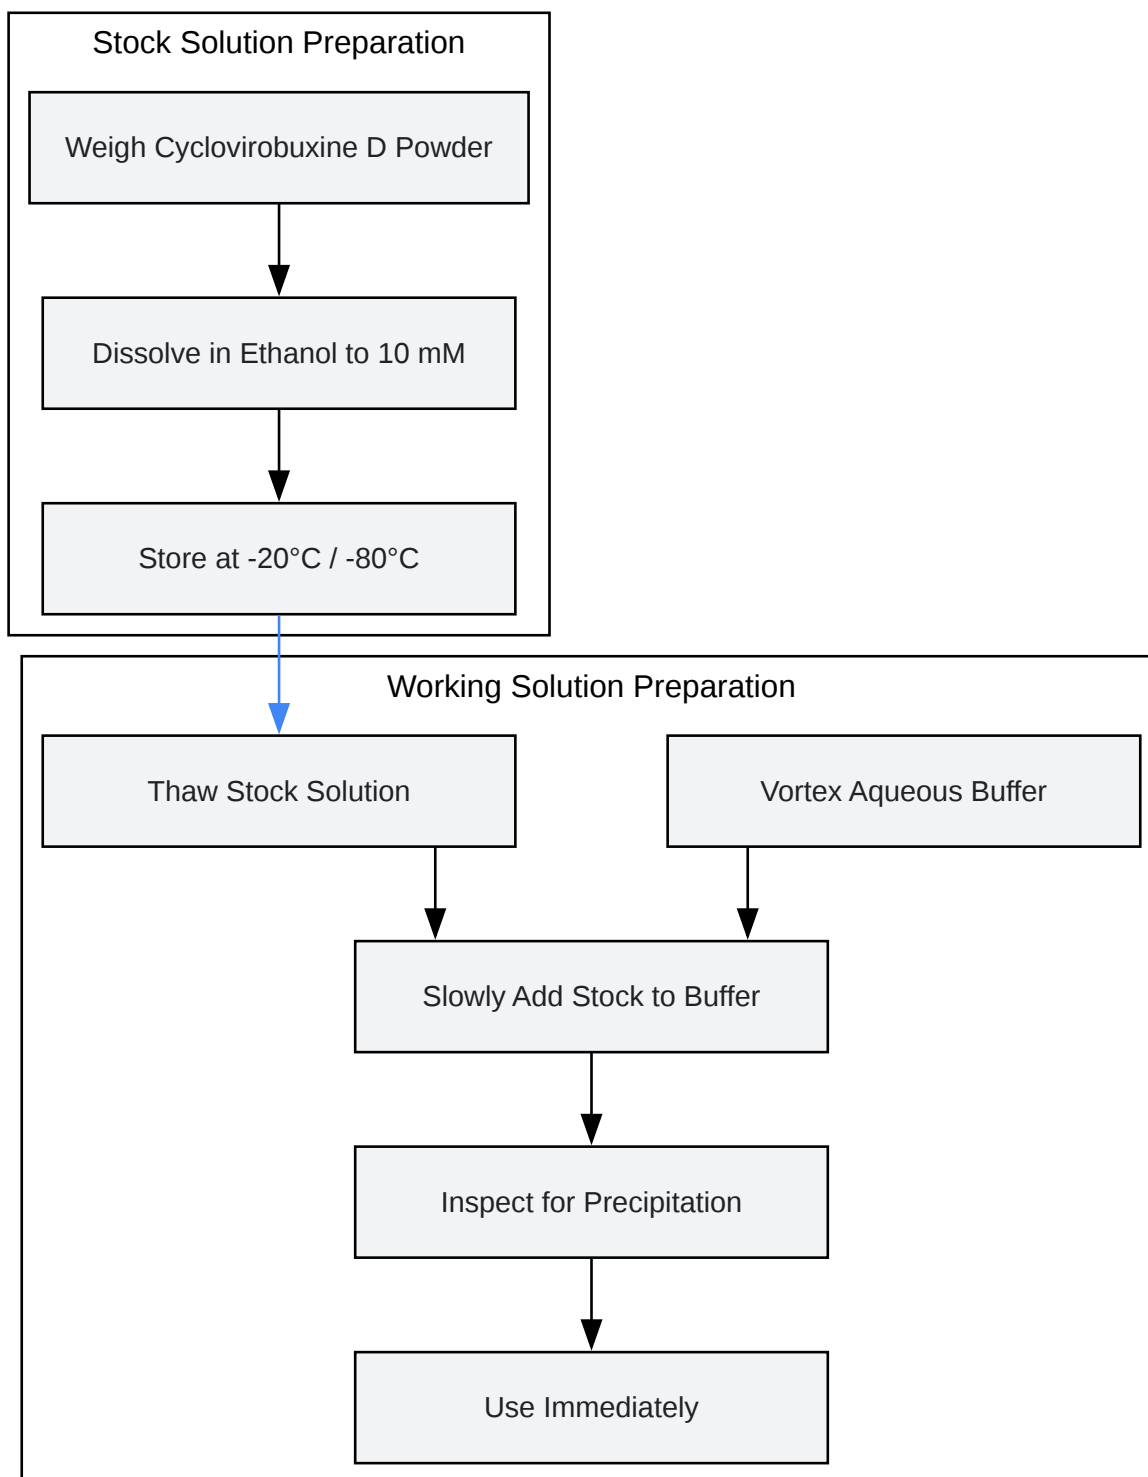 Stock Solution Preparation
Weigh Cyclovirobuxine D Powder
Dissolve in Ethanol to 10 mM
Store at -20°C / -80°C
Working Solution Preparation
Thaw Stock Solution
Vortex Aqueous Buffer
Slowly Add Stock to Buffer
Inspect for Precipitation
Use Immediately